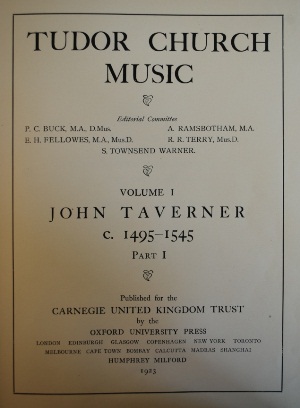 TUDOR CHURCH
MUSIC
Editorial Committee
P. C. BUCK, M.A., D.Mus. A. RAMSBOTHAM, M.A.
E. H. FELLOWES, M.A., Mus.D. R. R. TERRY, Mus.D.
S. TOWNSEND WARNER.
VOLUME I
JOHN TAVERNER
c. 1495–1545
PART I
Published for the
CARNEGIE UNITED KINGDOM TRUST
by the
OXFORD UNIVERSITY PRESS
LONDON EDINBURGH GLASGOW COPENHAGEN NEW YORK TORONTO
MELBOURNE CAPE TOWN BOMBAY CALCUTTA MADRAS SHANGHAI
HUMPHREY MILFORD
1923